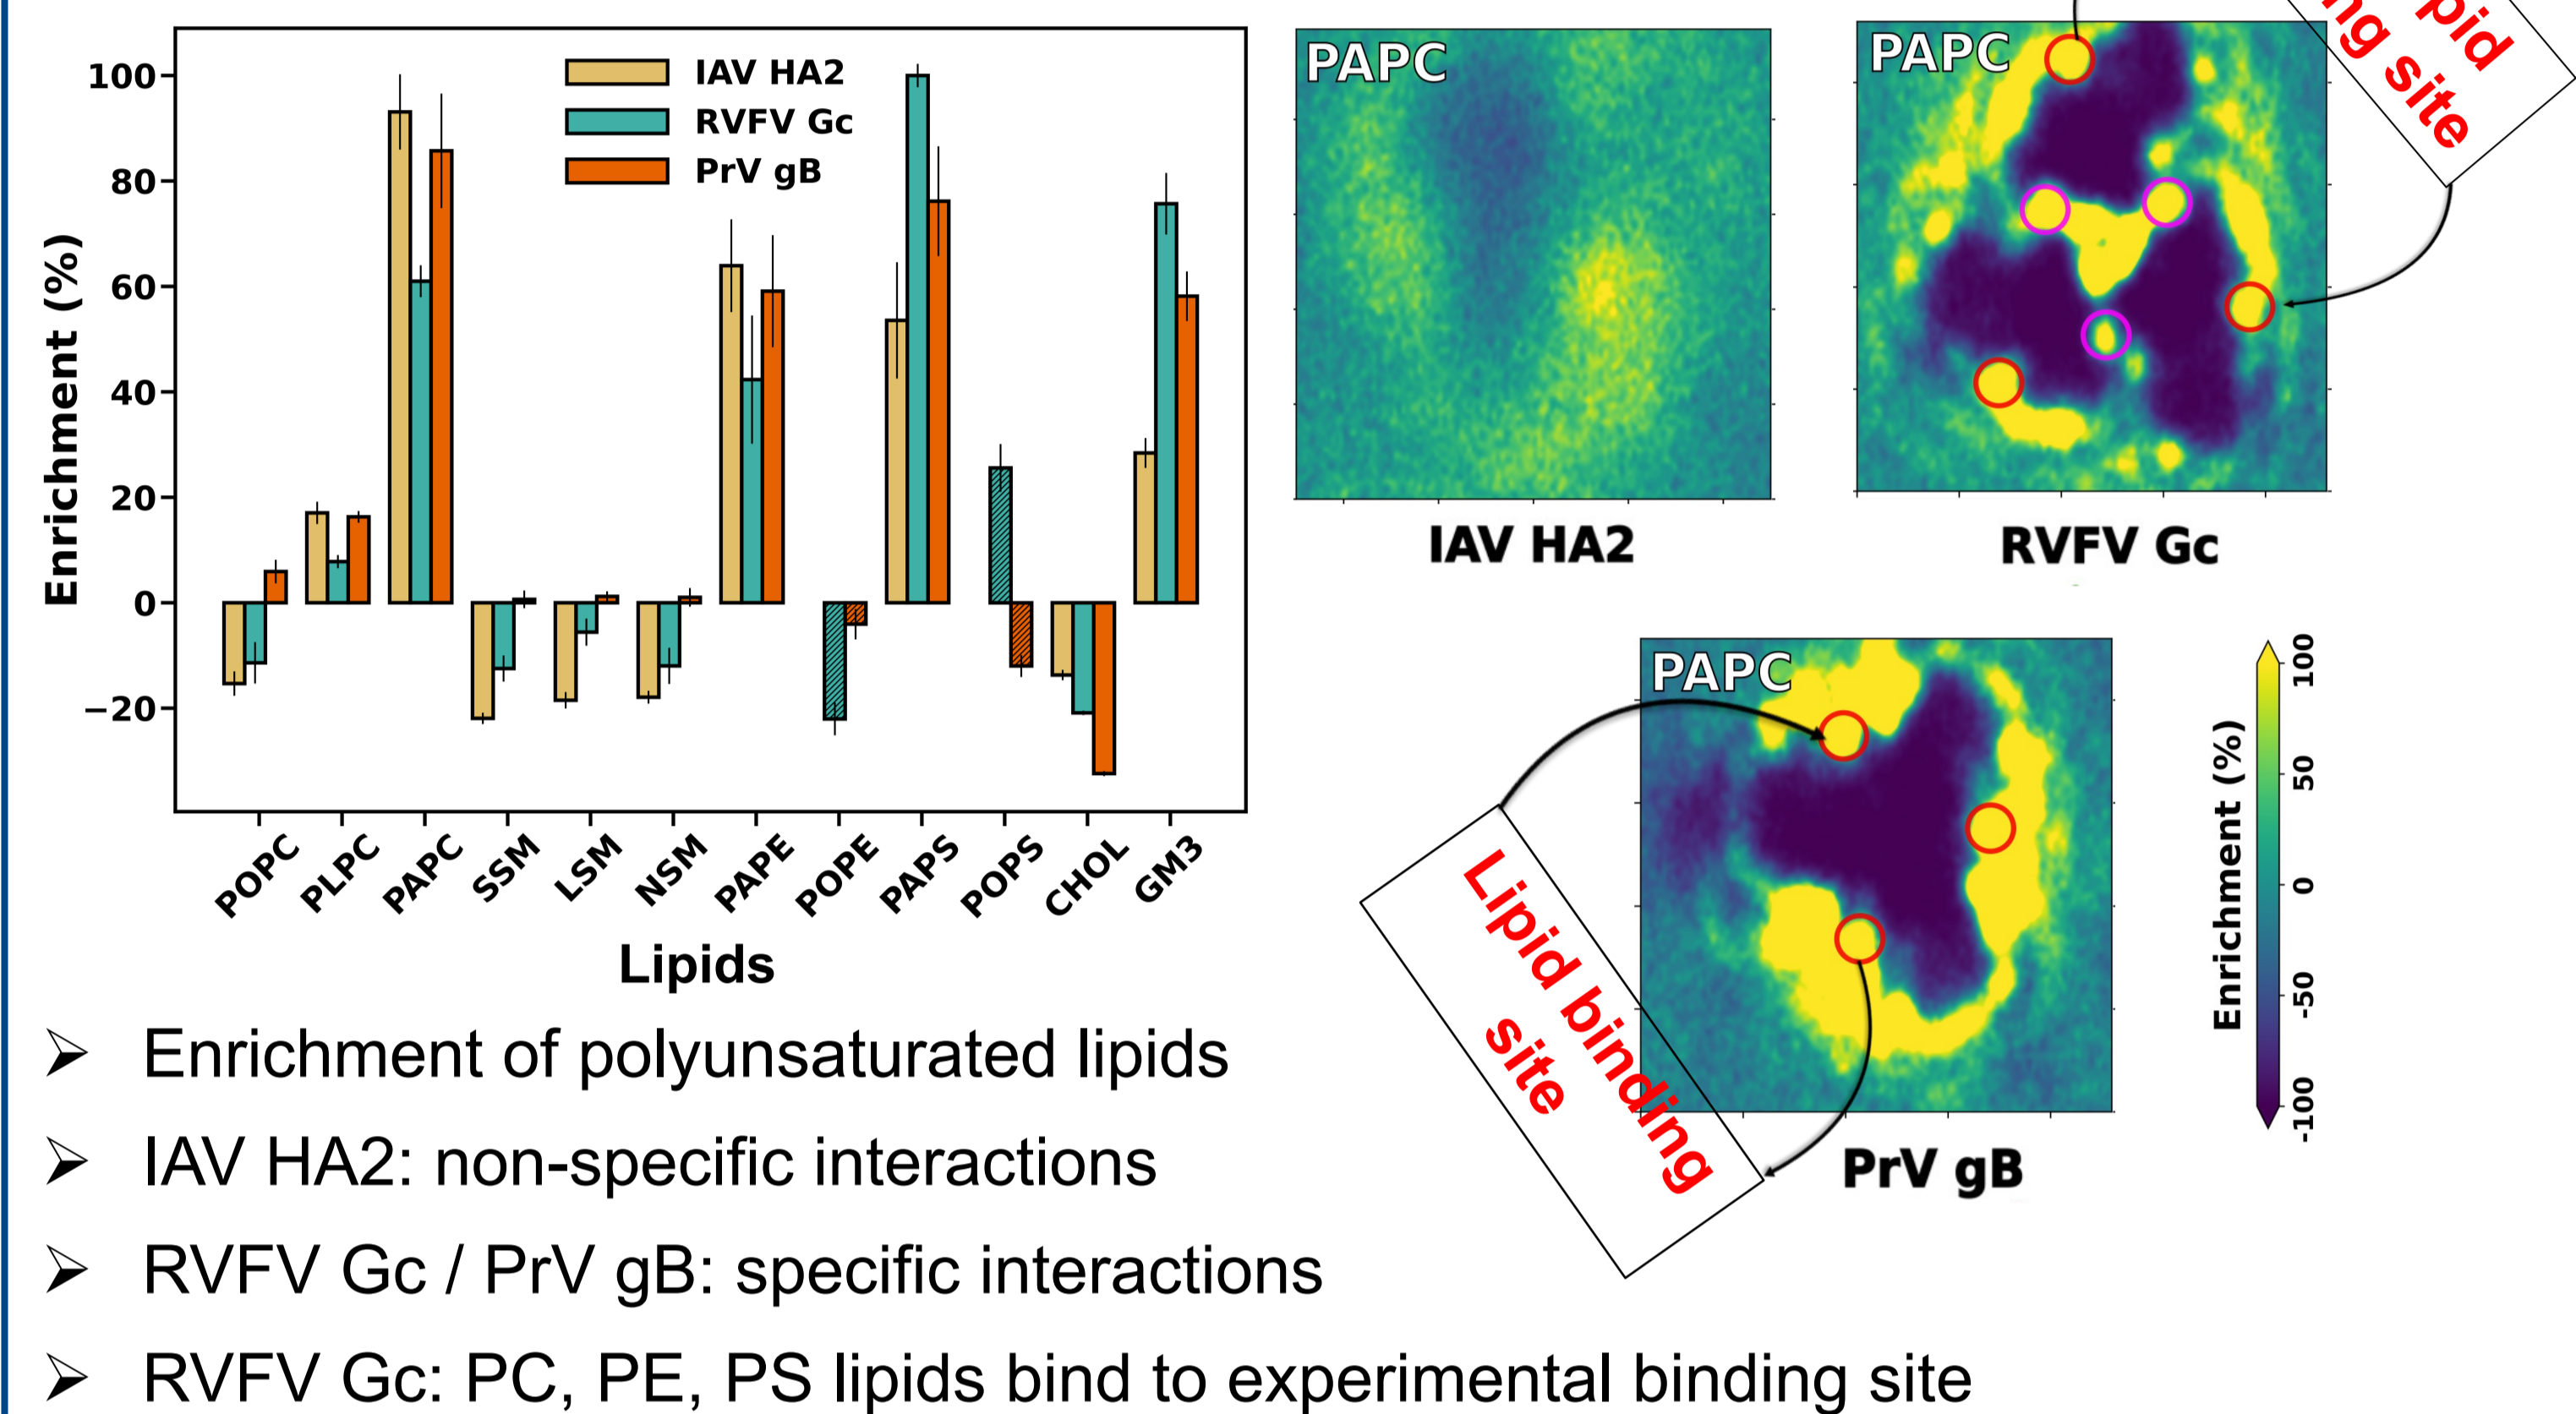 Enrichment (%)
100
80
60
40
20
0
−20
IAV HA2
RVFV Gc
PrV gB
POPC
PLPC
PAPC
SSM
LSM
NSM
PAPE
POPE
PAPS
POPS
CHOL
GM3
Lipids
PAPC
IAV HA2
PAPC
RVFV Gc
site
PAPC
PrV gB
Lipid binding
site
Enrichment (%)
100
50
0
-50
-100
➢ Enrichment of polyunsaturated lipids
➢ IAV HA2: non-specific interactions
➢ RVFV Gc / PrV gB: specific interactions
➢ RVFV Gc: PC, PE, PS lipids bind to experimental binding site